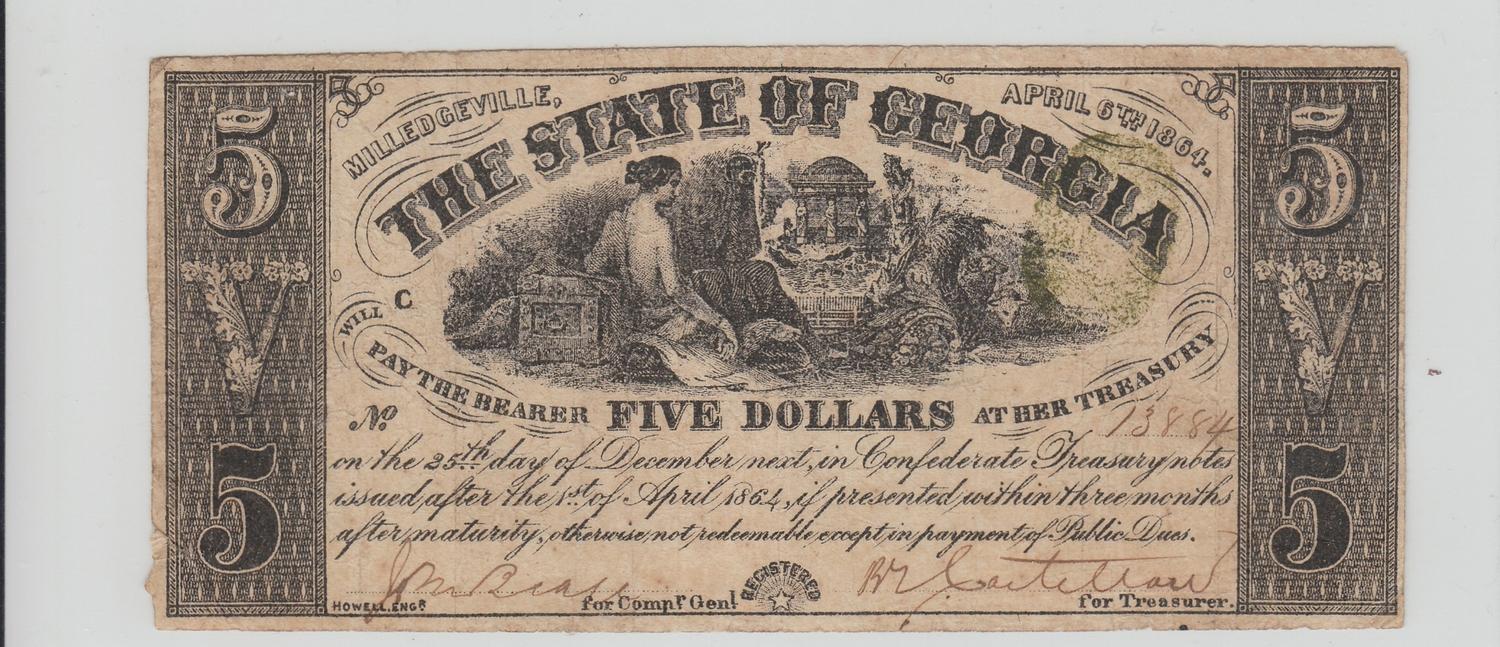 MILLEDGEVILLE, APRIL 6TH 1864.
THE STATE OF GEORGIA
5 5
V V
5 5
C
WILL PAY THE BEARER FIVE DOLLARS AT HER TREASURY
No 13884
on the 25th day of December next, in Confederate Treasury notes
issued after the 1st of April 1864, if presented within three months
after maturity, otherwise not redeemable except in payment of Public Dues.
HOWELL, ENGR for Compr Genl REGISTERED for Treasurer.